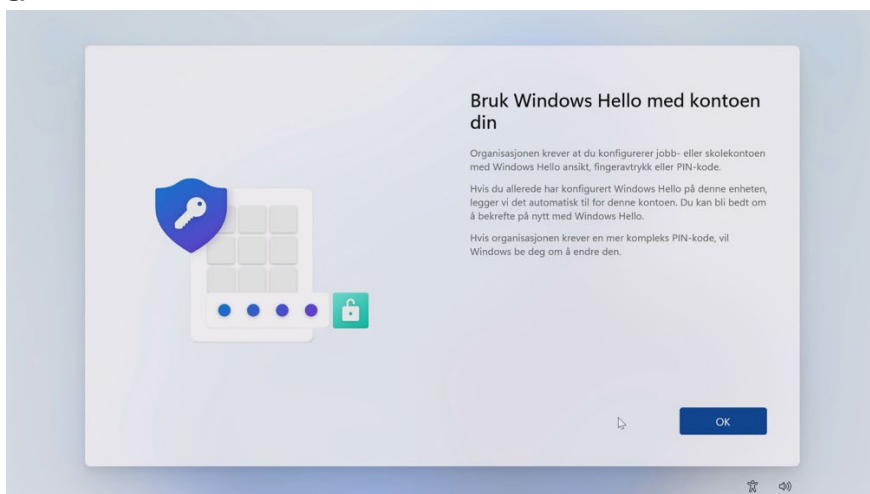 Bruk Windows Hello med kontoen
din
Organisasjonen krever at du konfigurerer jobb- eller skolekontoen
med Windows Hello ansikt, fingeravtrykk eller PIN-kode.
Hvis du allerede har konfigurert Windows Hello på denne enheten,
legger vi det automatisk til for denne kontoen. Du kan bli bedt om
å bekrefte på nytt med Windows Hello.
Hvis organisasjonen krever en mer kompleks PIN-kode, vil
Windows be deg om å endre den.
OK